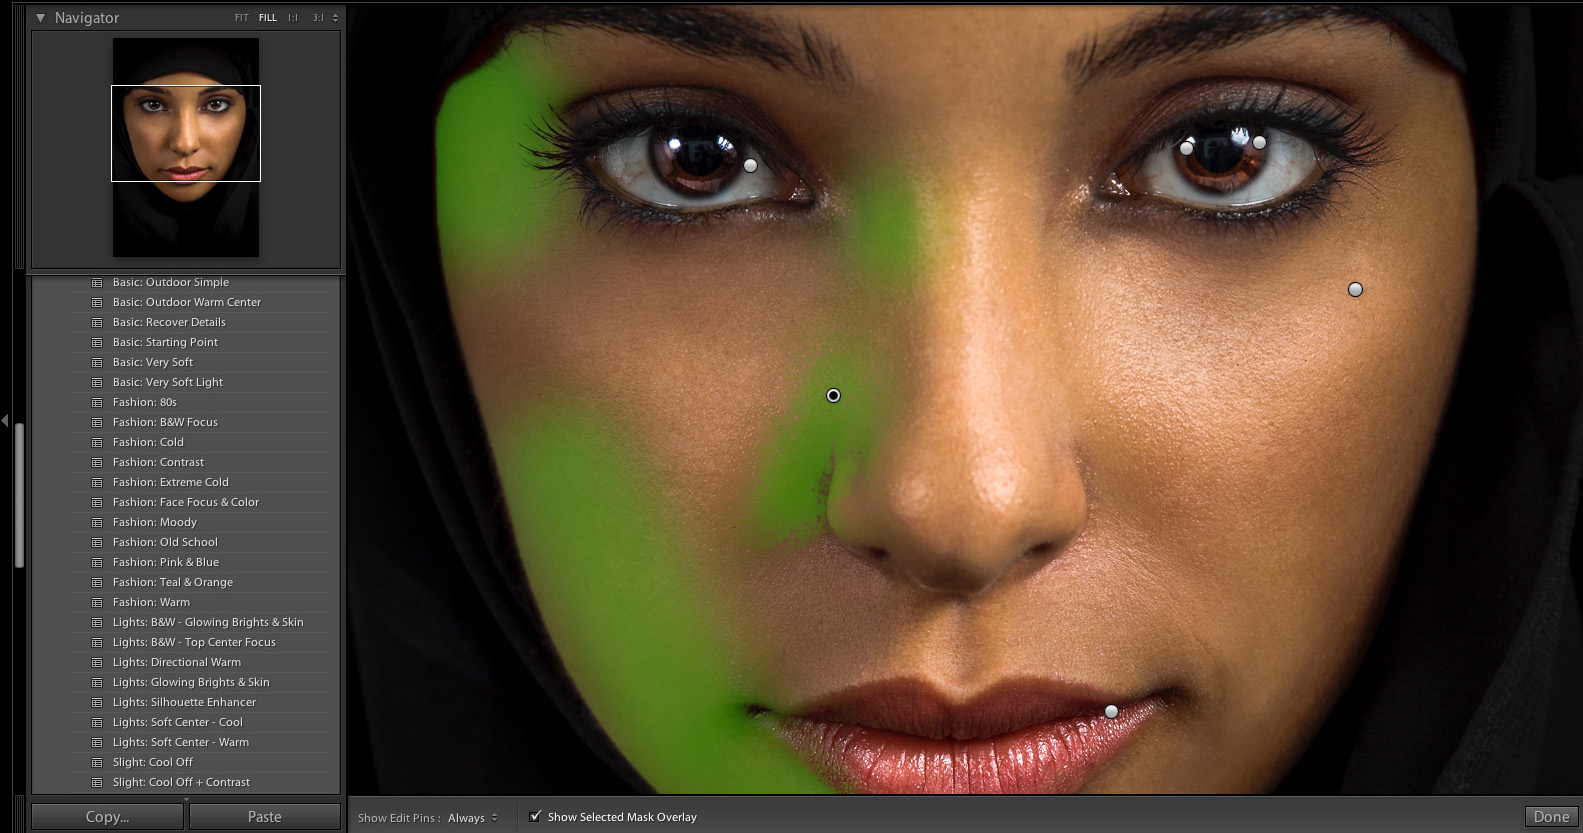 Navigator FIT FILL 1:1 3:1
Basic: Outdoor Simple
Basic: Outdoor Warm Center
Basic: Recover Details
Basic: Starting Point
Basic: Very Soft
Basic: Very Soft Light
Fashion: 80s
Fashion: B&W Focus
Fashion: Cold
Fashion: Contrast
Fashion: Extreme Cold
Fashion: Face Focus & Color
Fashion: Moody
Fashion: Old School
Fashion: Pink & Blue
Fashion: Teal & Orange
Fashion: Warm
Lights: B&W - Glowing Brights & Skin
Lights: B&W - Top Center Focus
Lights: Directional Warm
Lights: Glowing Brights & Skin
Lights: Silhouette Enhancer
Lights: Soft Center - Cool
Lights: Soft Center - Warm
Slight: Cool Off
Slight: Cool Off + Contrast
Copy... Paste
Show Edit Pins : Always Show Selected Mask Overlay Done